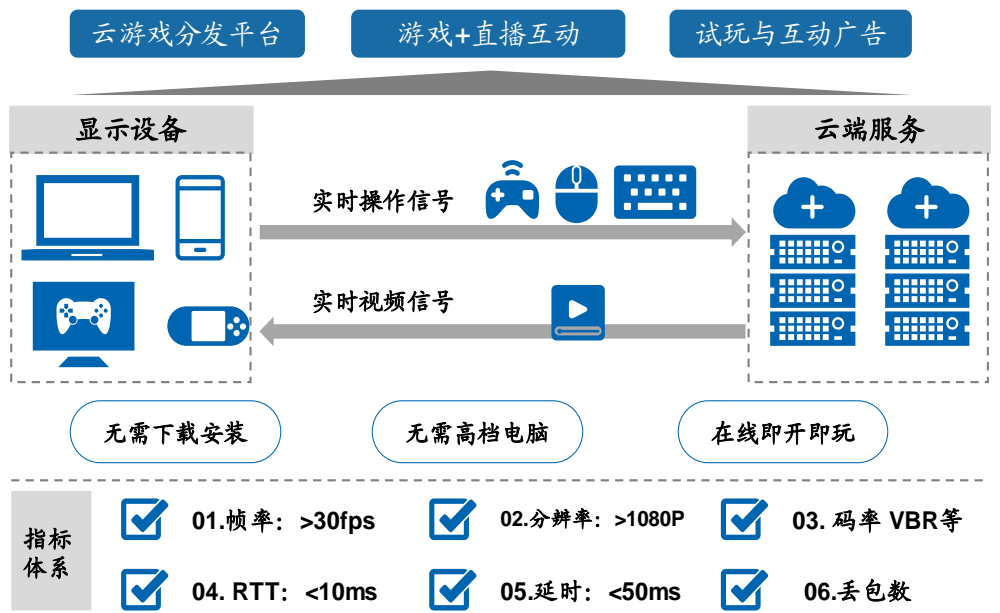 云游戏分发平台
游戏+直播互动
试玩与互动广告
显示设备
云端服务
实时操作信号
实时视频信号
无需下载安装
无需高档电脑
在线即开即玩
指标
体系
01.帧率：>30fps
02.分辨率：>1080P
03. 码率 VBR等
04. RTT：<10ms
05.延时：<50ms
06.丢包数